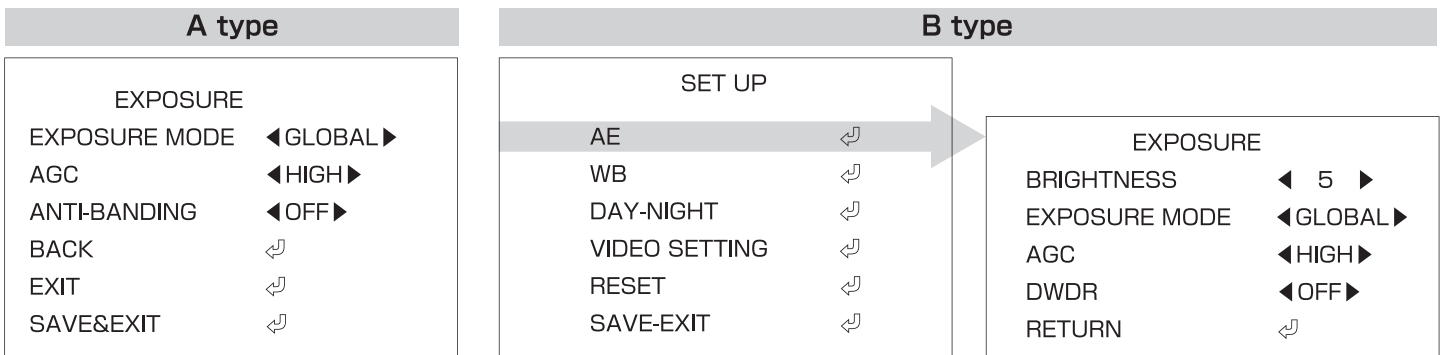 A type
EXPOSURE
EXPOSURE MODE ◀GLOBAL▶
AGC ◀HIGH▶
ANTI-BANDING ◀OFF▶
BACK ⏎
EXIT ⏎
SAVE&EXIT ⏎
B type
SET UP
AE ⏎
WB ⏎
DAY-NIGHT ⏎
VIDEO SETTING ⏎
RESET ⏎
SAVE-EXIT ⏎
EXPOSURE
BRIGHTNESS ◀ 5 ▶
EXPOSURE MODE ◀GLOBAL▶
AGC ◀HIGH▶
DWDR ◀OFF▶
RETURN ⏎